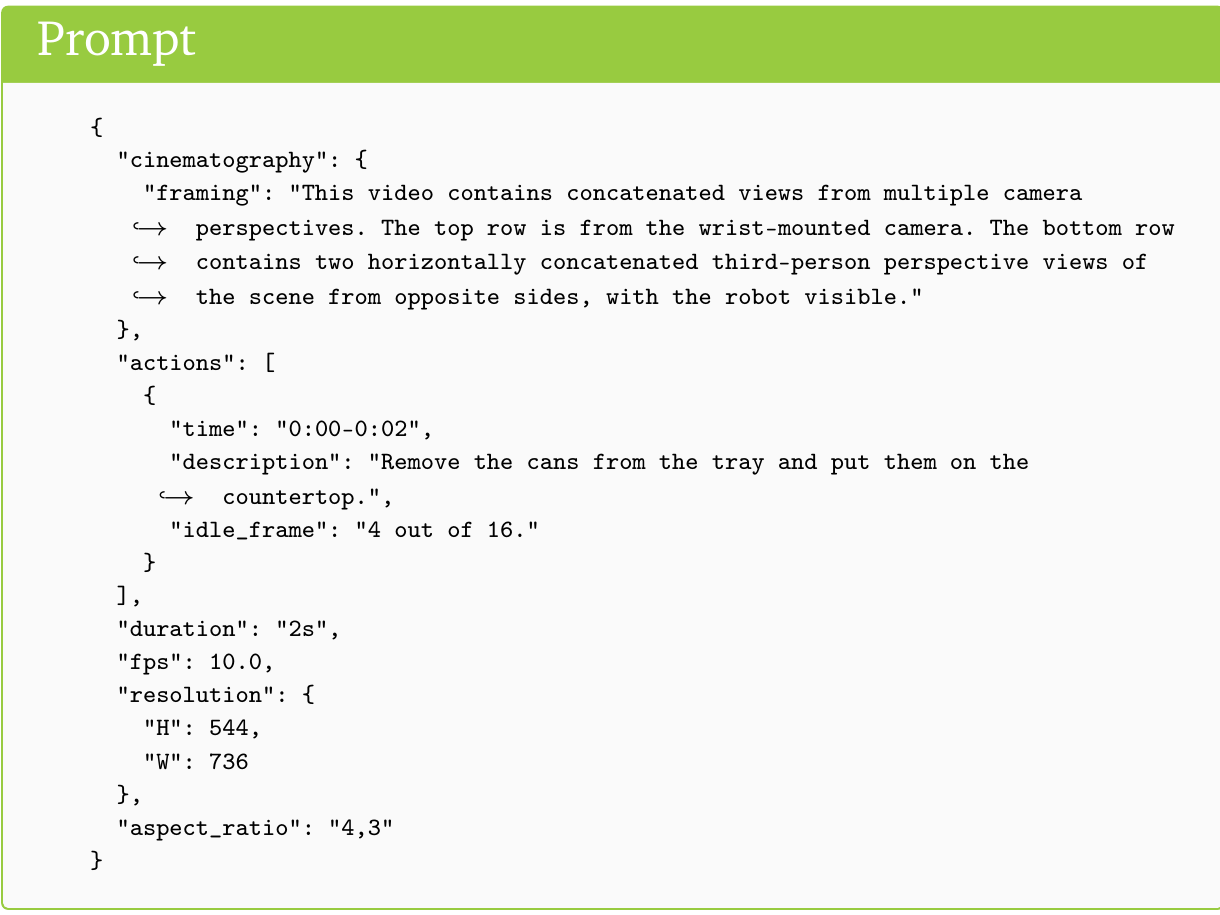 Prompt
{
  "cinematography": {
    "framing": "This video contains concatenated views from multiple camera
   ↪  perspectives. The top row is from the wrist-mounted camera. The bottom row
   ↪  contains two horizontally concatenated third-person perspective views of
   ↪  the scene from opposite sides, with the robot visible."
  },
  "actions": [
    {
      "time": "0:00-0:02",
      "description": "Remove the cans from the tray and put them on the
     ↪  countertop.",
      "idle_frame": "4 out of 16."
    }
  ],
  "duration": "2s",
  "fps": 10.0,
  "resolution": {
    "H": 544,
    "W": 736
  },
  "aspect_ratio": "4,3"
}